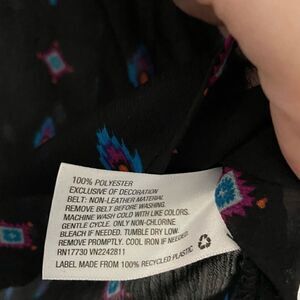 100% POLYESTER
EXCLUSIVE OF DECORATION
BELT: NON-LEATHER MATERIAL
REMOVE BELT BEFORE WASHING.
MACHINE WASH COLD WITH LIKE COLORS.
GENTLE CYCLE. ONLY NON-CHLORINE
BLEACH IF NEEDED. TUMBLE DRY LOW.
REMOVE PROMPTLY. COOL IRON IF NEEDED.
RN17730 VN2242811
LABEL MADE FROM 100% RECYCLED PLASTIC